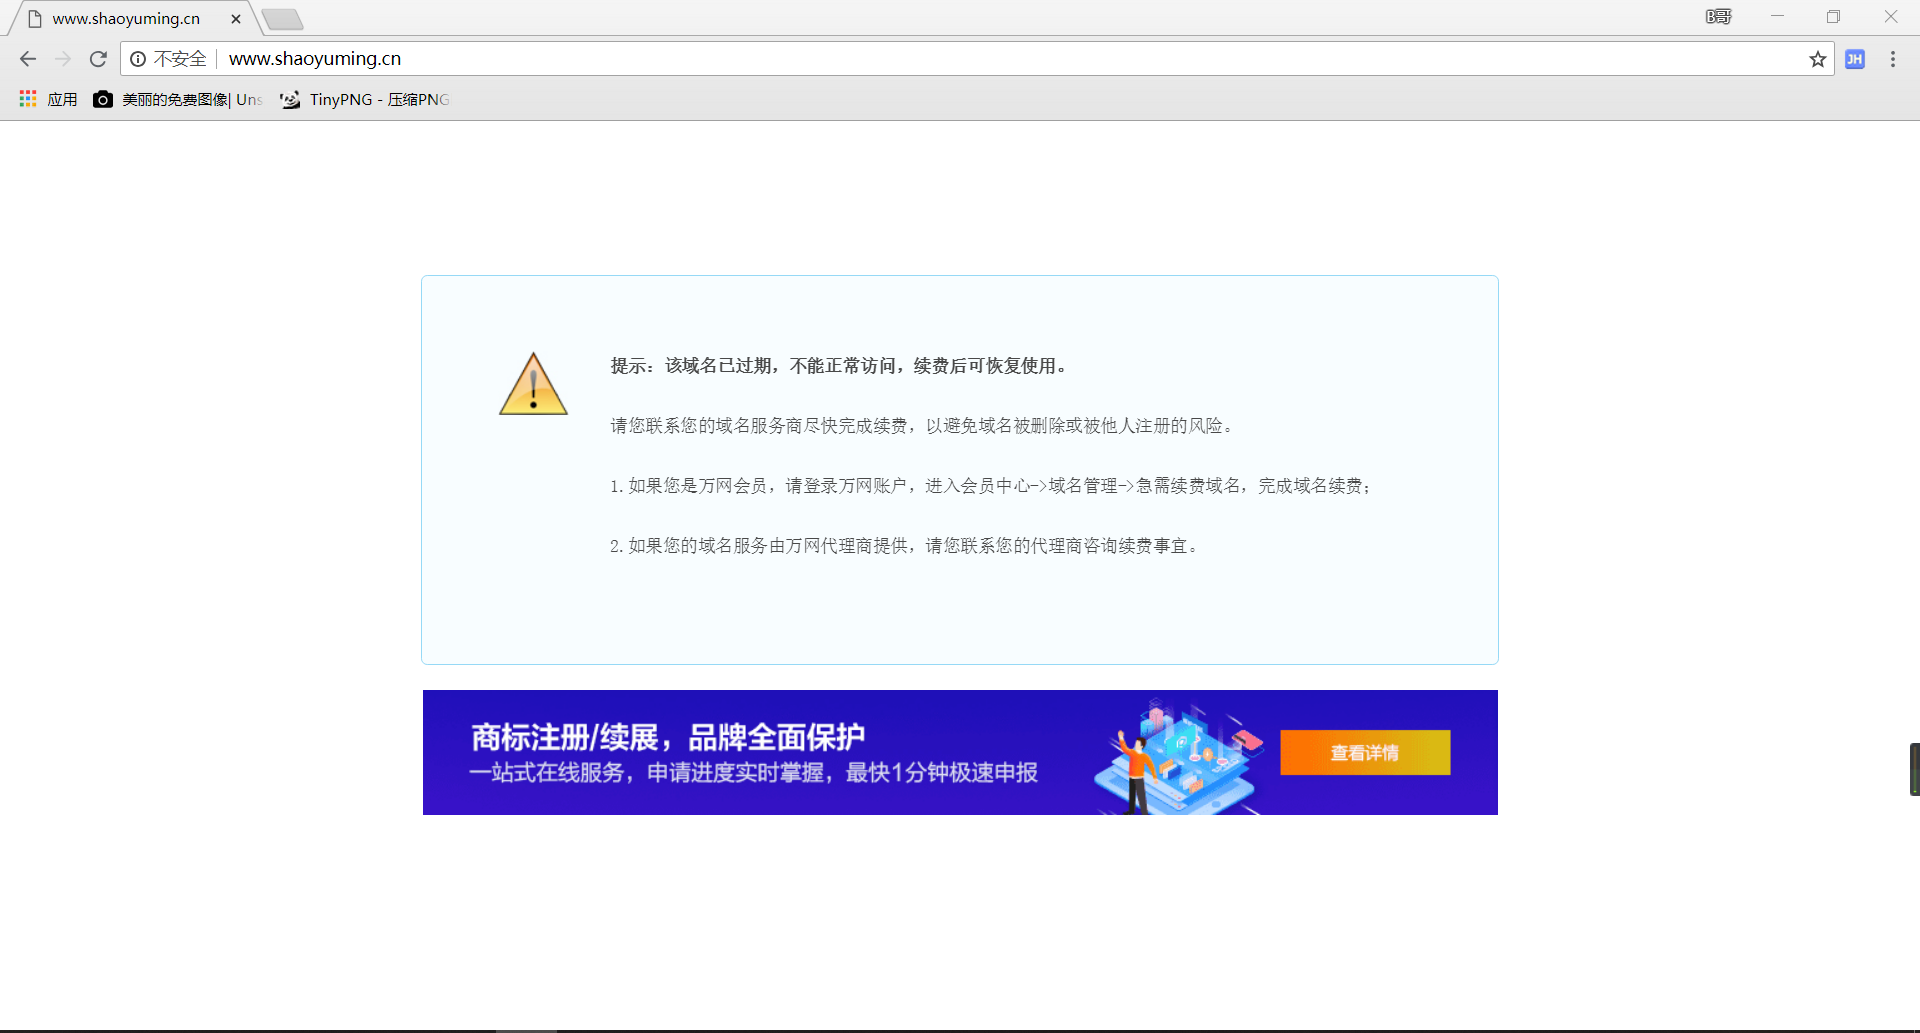 www.shaoyuming.cn
B哥
不安全
www.shaoyuming.cn
JH
应用
美丽的免费图像| Uns
TinyPNG - 压缩PNG
提示：该域名已过期，不能正常访问，续费后可恢复使用。
请您联系您的域名服务商尽快完成续费，以避免域名被删除或被他人注册的风险。
1.如果您是万网会员，请登录万网账户，进入会员中心->域名管理->急需续费域名，完成域名续费；
2.如果您的域名服务由万网代理商提供，请您联系您的代理商咨询续费事宜。
商标注册/续展，品牌全面保护
一站式在线服务，申请进度实时掌握，最快1分钟极速申报
查看详情